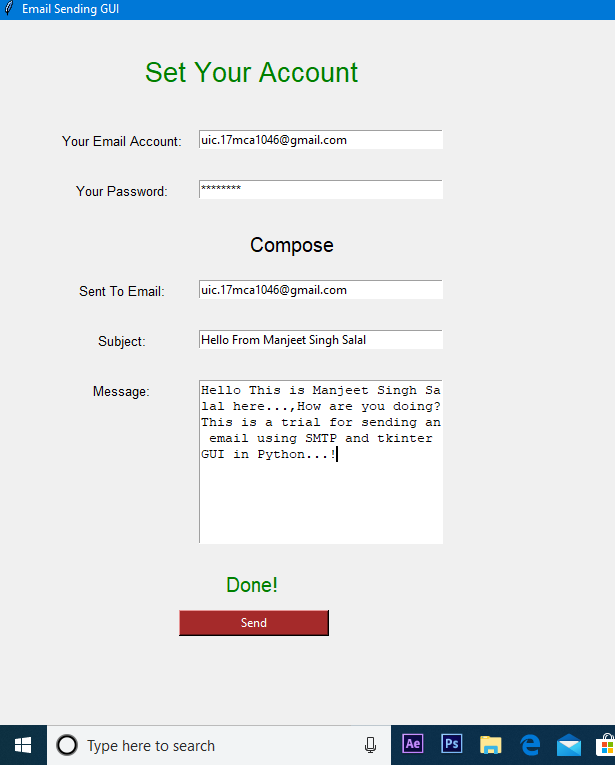 Email Sending GUI
Set Your Account
Your Email Account: uic.17mca1046@gmail.com
Your Password: ********
Compose
Sent To Email: uic.17mca1046@gmail.com
Subject: Hello From Manjeet Singh Salal
Message: Hello This is Manjeet Singh Sa
lal here...,How are you doing?
This is a trial for sending an
email using SMTP and tkinter
GUI in Python...!
Done!
Send
Type here to search
Ae Ps